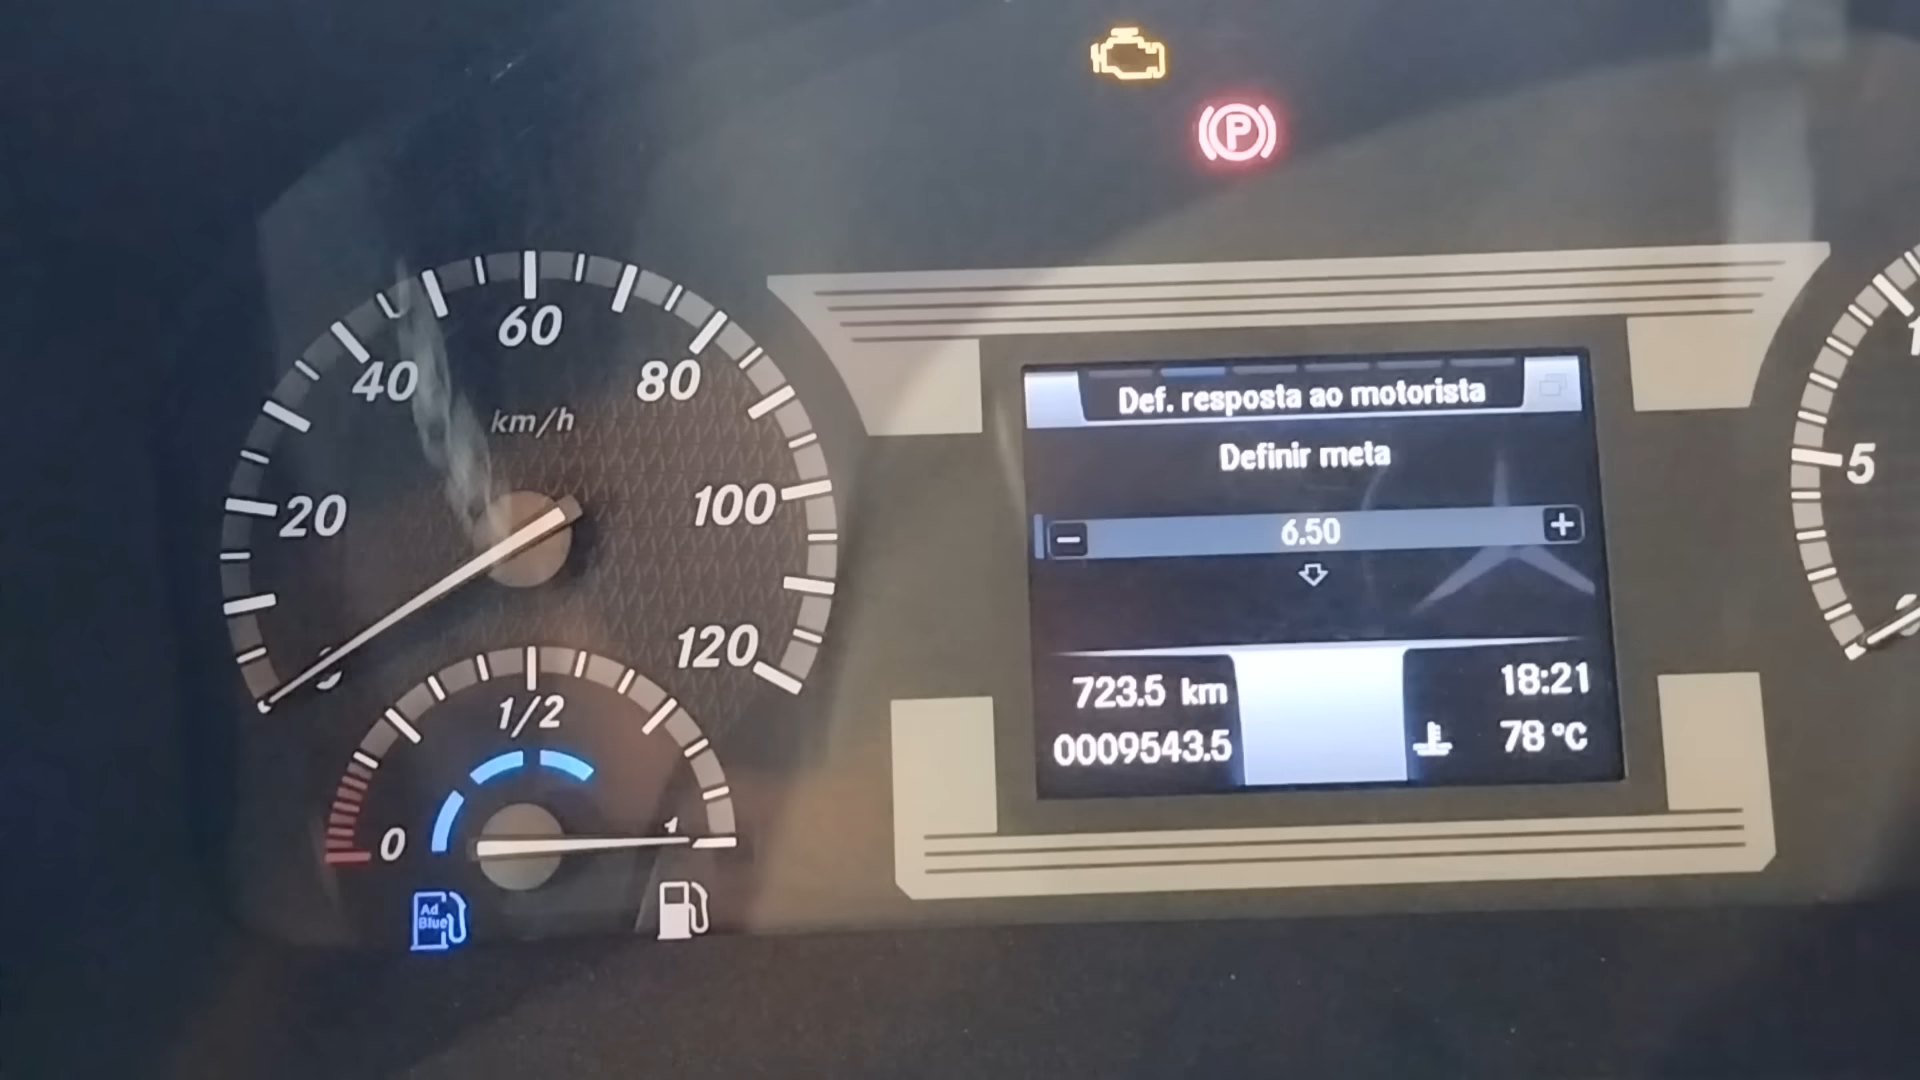 P
60
40
80
km/h
20
100
120
1/2
0
1
Ad
Blue
Def. resposta ao motorista
Definir meta
− 6.50 +
723.5 km
18:21
0009543.5
78 °C
5